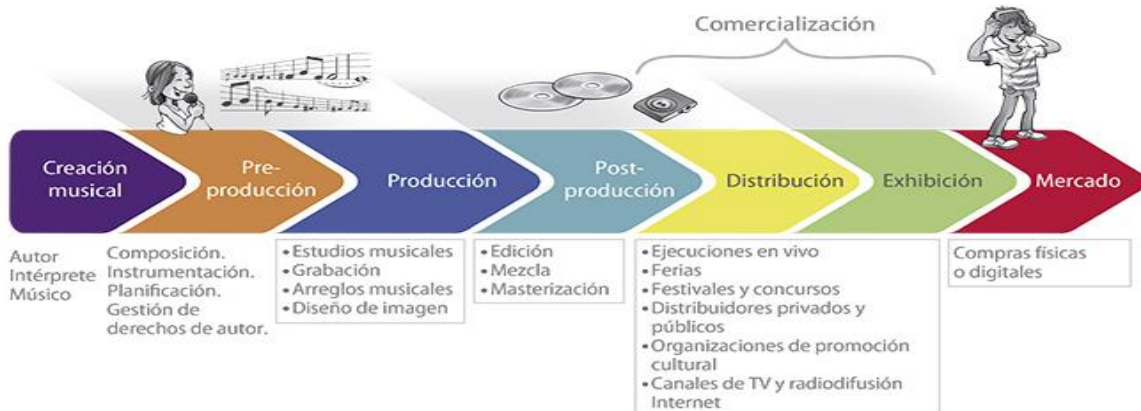 Comercialización
Creación
musical
Pre-
producción
Producción
Post-
producción
Distribución
Exhibición
Mercado
Autor
Intérprete
Músico
Composición.
Instrumentación.
Planificación.
Gestión de
derechos de autor.
•Estudios musicales
•Grabación
•Arreglos musicales
•Diseño de imagen
•Edición
•Mezcla
•Masterización
•Ejecuciones en vivo
•Ferias
•Festivales y concursos
•Distribuidores privados y
públicos
•Organizaciones de promoción
cultural
•Canales de TV y radiodifusión
Internet
Compras físicas
o digitales